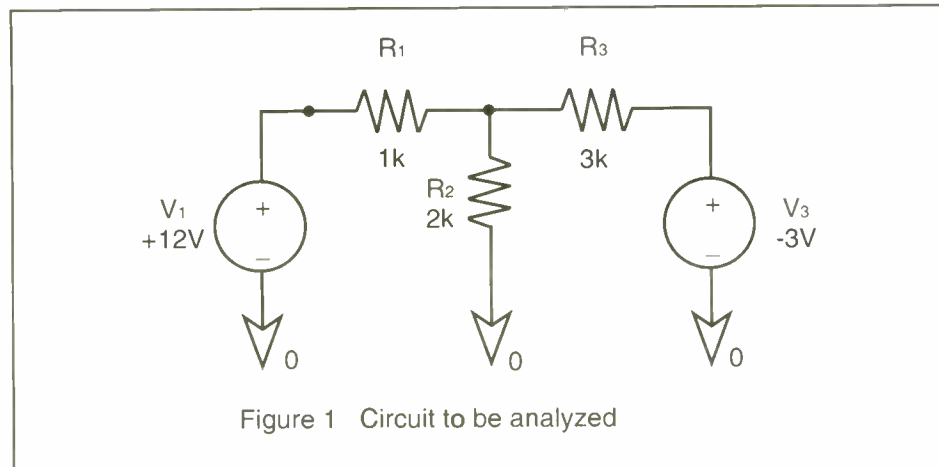 R1
R3
1k
3k
R2
2k
V1
+12V
+
−
V3
-3V
+
−
0
0
0
Figure 1 Circuit to be analyzed